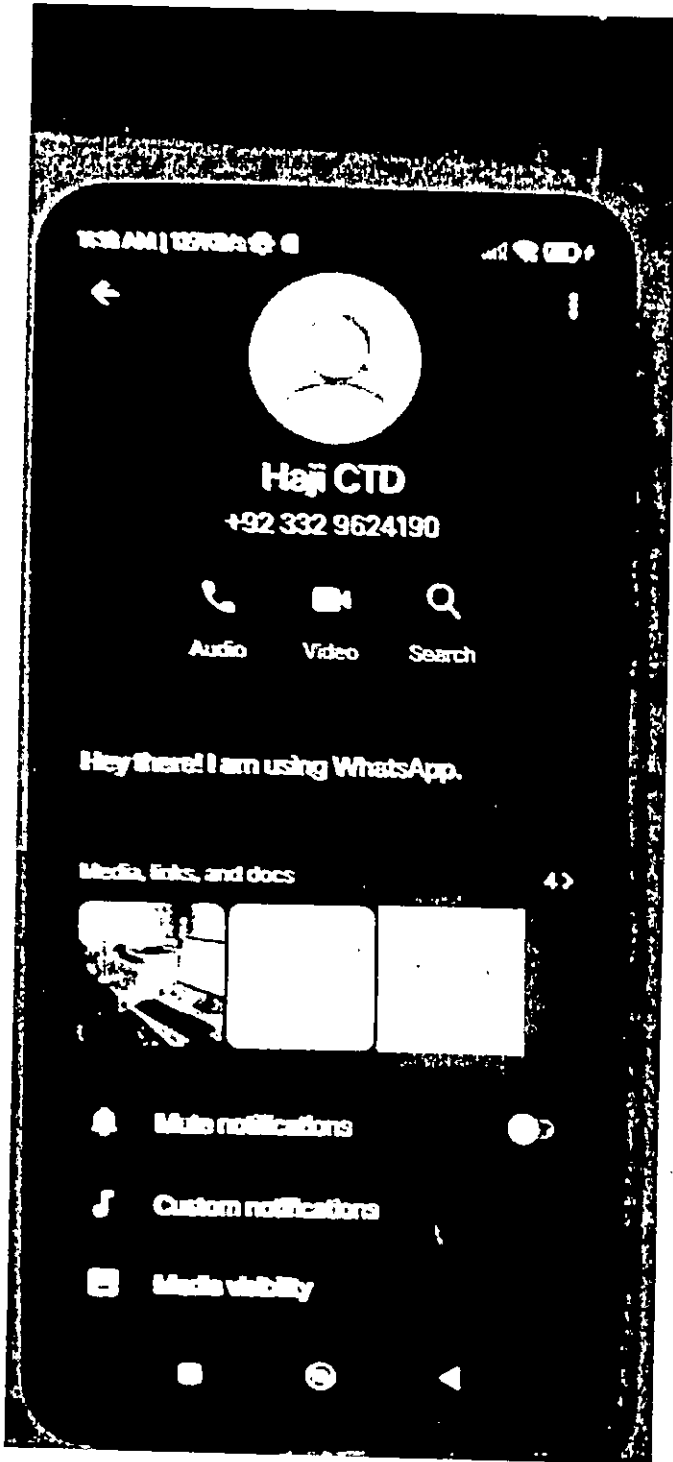 Haji CTD
+92 332 9624190
Audio Video Search
Hey there! I am using WhatsApp.
Media, links, and docs 4 >
Mute notifications
Custom notifications
Media visibility